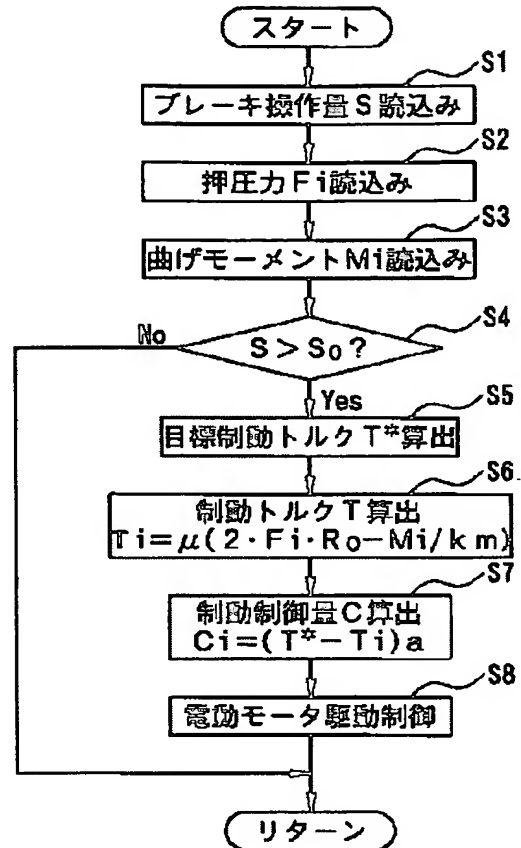 スタート
S1
ブレーキ操作量S読込み
S2
押圧力Fi読込み
S3
曲げモーメントMi読込み
S4
No
S>S₀?
Yes
S5
目標制動トルクT*算出
S6
制動トルクT算出
Ti=μ(2・Fi・R₀-Mi/km)
S7
制動制御量C算出
Ci=(T*-Ti)a
S8
電動モータ駆動制御
リターン